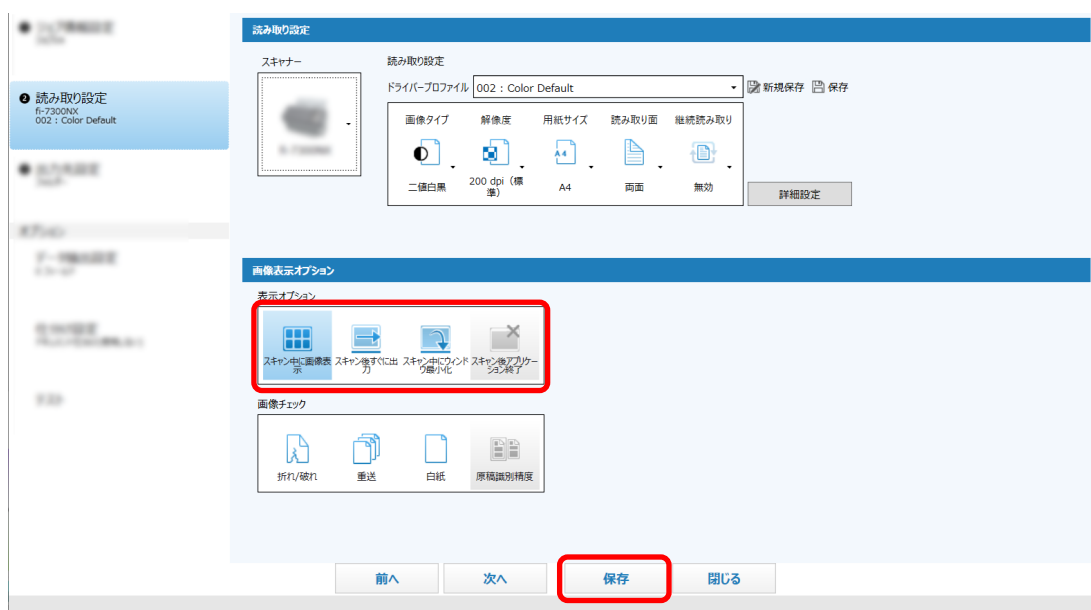 ❷ 読み取り設定
fi-7300NX
002 : Color Default
読み取り設定
スキャナー
読み取り設定
ドライバープロファイル 002 : Color Default 新規保存 保存
画像タイプ 解像度 用紙サイズ 読み取り面 継続読み取り
A4
二値白黒 200 dpi（標準） A4 両面 無効
詳細設定
画像表示オプション
表示オプション
スキャン中に画像表示 スキャン後すぐに出力 スキャン中にウィンドウ最小化 スキャン後アプリケーション終了
画像チェック
折れ/破れ 重送 白紙 原稿識別精度
前へ 次へ 保存 閉じる